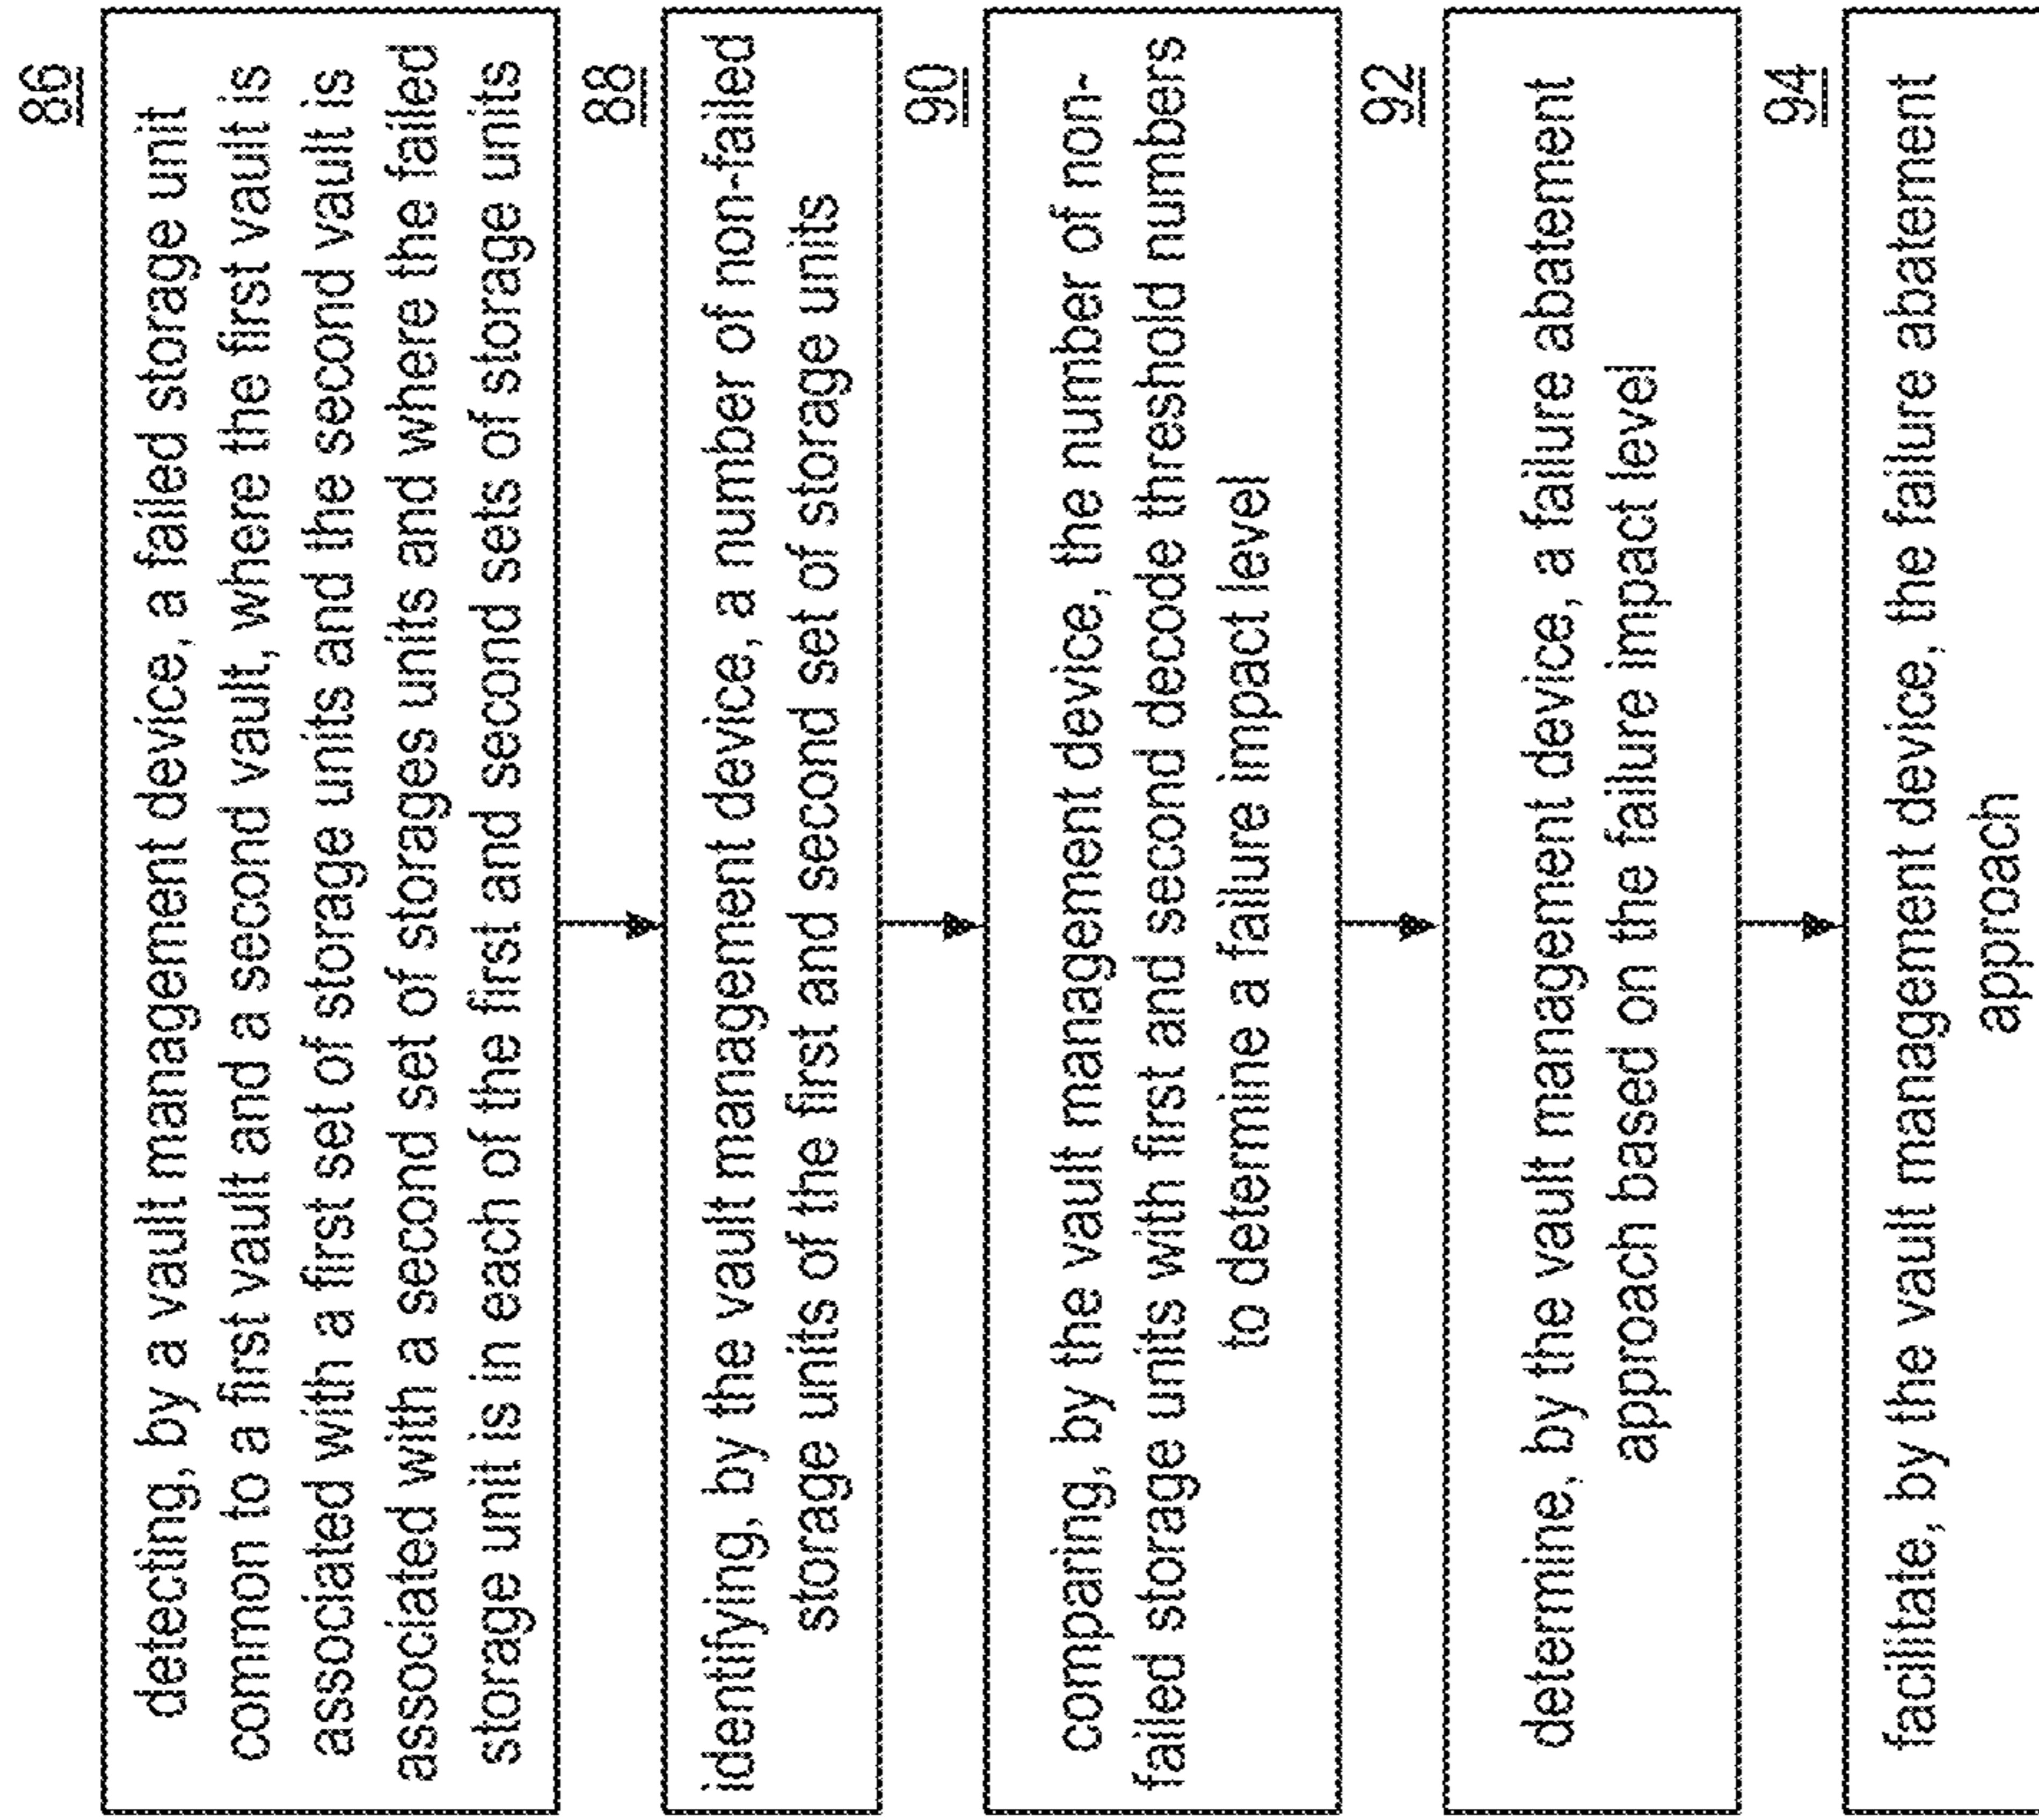 86
detecting, by a vault management device, a failed storage unit
common to a first vault and a second vault, where the first vault is
associated with a first set of storage units and the second vault is
associated with a second set of storages units and where the failed
storage unit is in each of the first and second sets of storage units
88
identifying, by the vault management device, a number of non-failed
storage units of the first and second set of storage units
90
comparing, by the vault management device, the number of non-
failed storage units with first and second decode threshold numbers
to determine a failure impact level
92
determine, by the vault management device, a failure abatement
approach based on the failure impact level
94
facilitate, by the vault management device, the failure abatement
approach